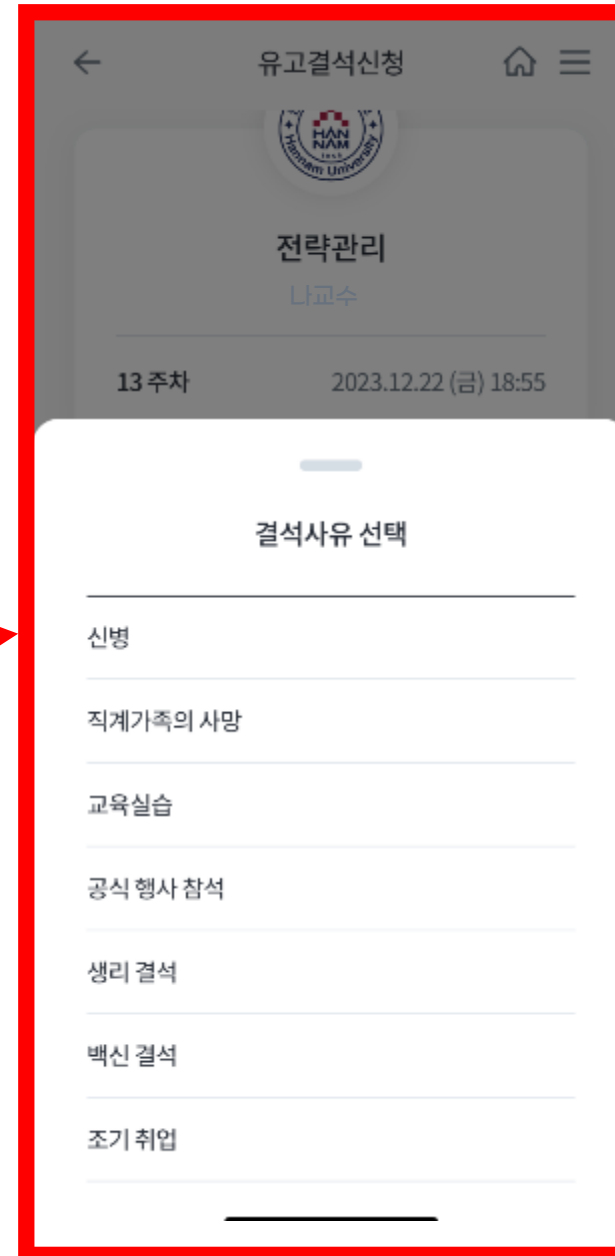 유고결석신청
HAN
NAM
1956
Hannam University
전략관리
나교수
13 주차 2023.12.22 (금) 18:55
결석사유 선택
신병
직계가족의 사망
교육실습
공식 행사 참석
생리 결석
백신 결석
조기 취업